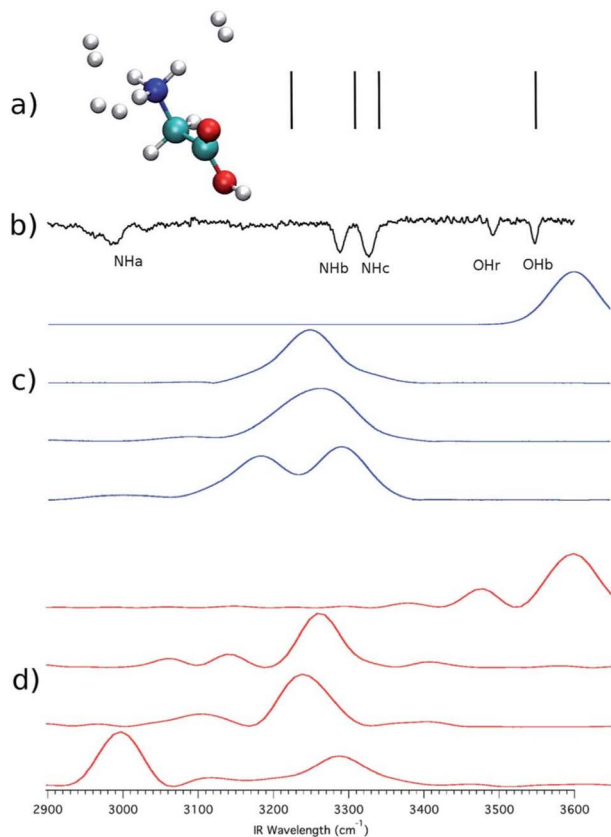 a)
b)
NHa
NHb
NHc
OHr
OHb
c)
d)
2900 3000 3100 3200 3300 3400 3500 3600
IR Wavelength (cm⁻¹)